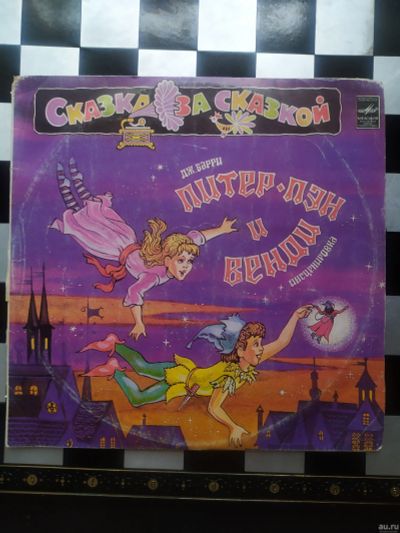 СКАЗКА ЗА СКАЗКОЙ
ДЖ. БАРРИ
ПИТЕР ПЭН
И
ВЕНДИ
ИНСЦЕНИРОВКА
au.ru